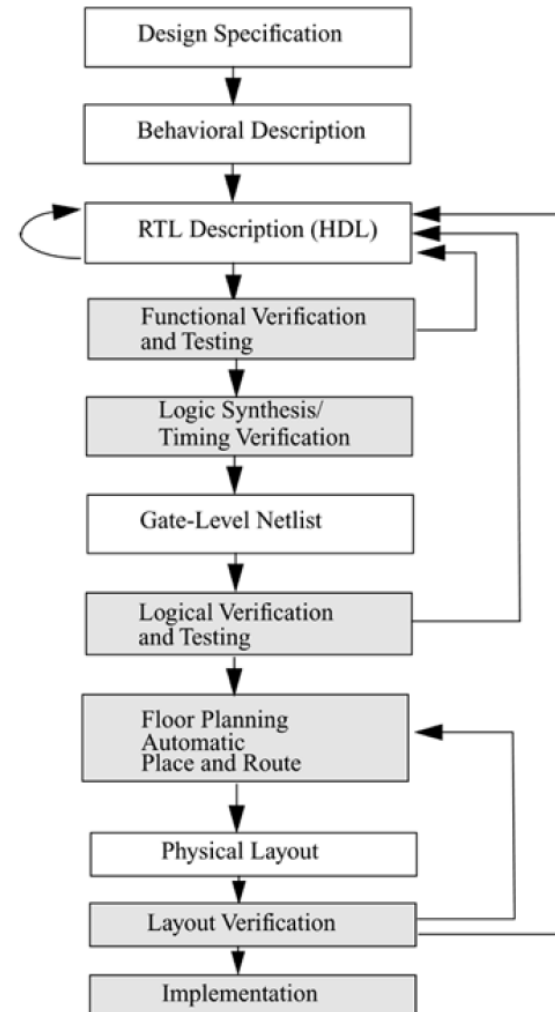 Design Specification
Behavioral Description
RTL Description (HDL)
Functional Verification
and Testing
Logic Synthesis/
Timing Verification
Gate-Level Netlist
Logical Verification
and Testing
Floor Planning
Automatic
Place and Route
Physical Layout
Layout Verification
Implementation